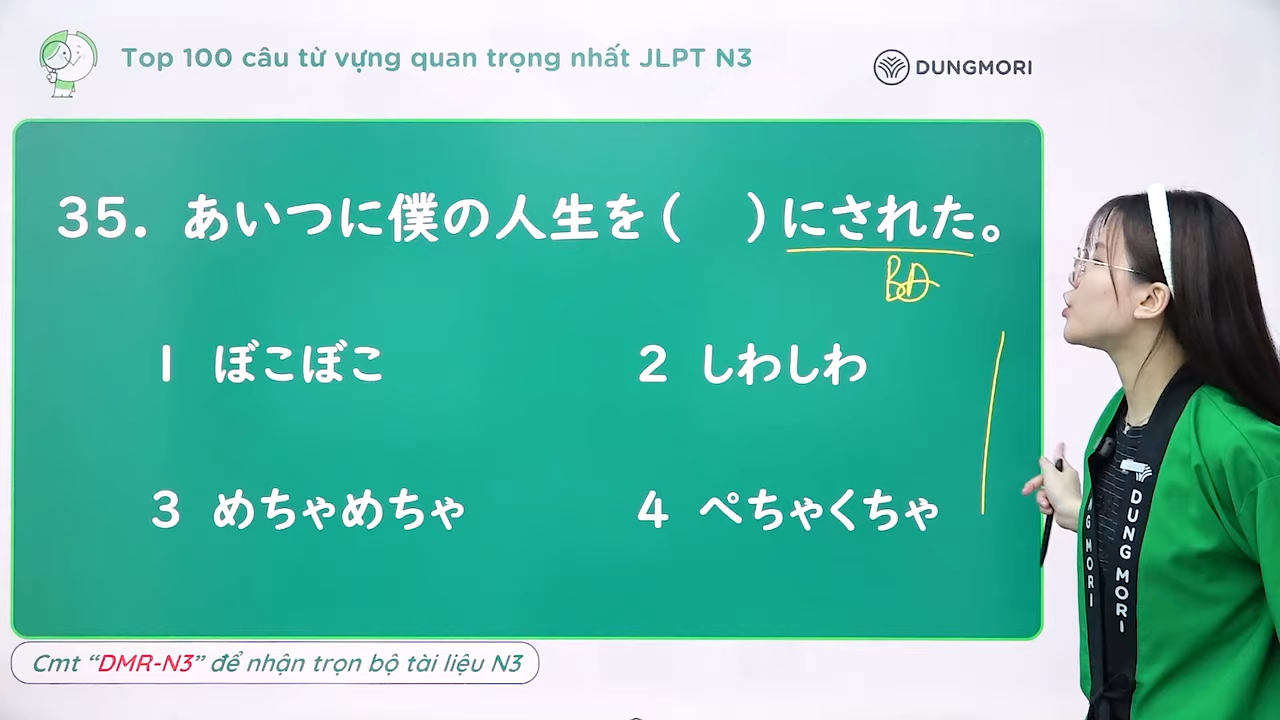 Top 100 câu từ vựng quan trọng nhất JLPT N3
DUNGMORI
35. あいつに僕の人生を ( ) にされた。
BĐ
1 ぼこぼこ
2 しわしわ
3 めちゃめちゃ
4 ぺちゃくちゃ
NG MORI
DUNG MORI
Cmt “DMR-N3” để nhận trọn bộ tài liệu N3